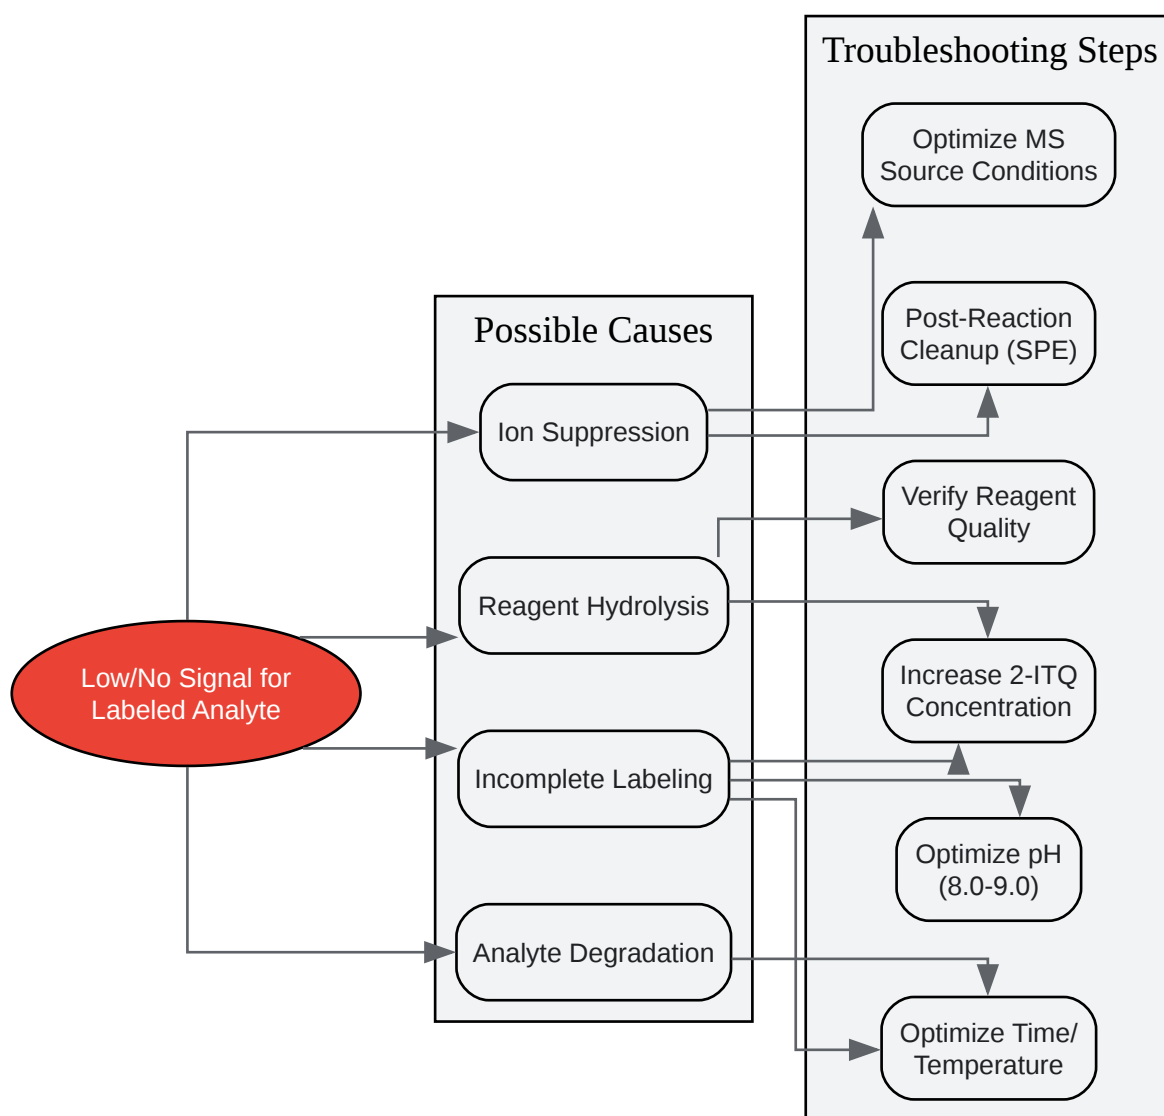 Low/No Signal for
Labeled Analyte
Possible Causes
Ion Suppression
Reagent Hydrolysis
Incomplete Labeling
Analyte Degradation
Troubleshooting Steps
Optimize MS
Source Conditions
Post-Reaction
Cleanup (SPE)
Verify Reagent
Quality
Increase 2-ITQ
Concentration
Optimize pH
(8.0-9.0)
Optimize Time/
Temperature